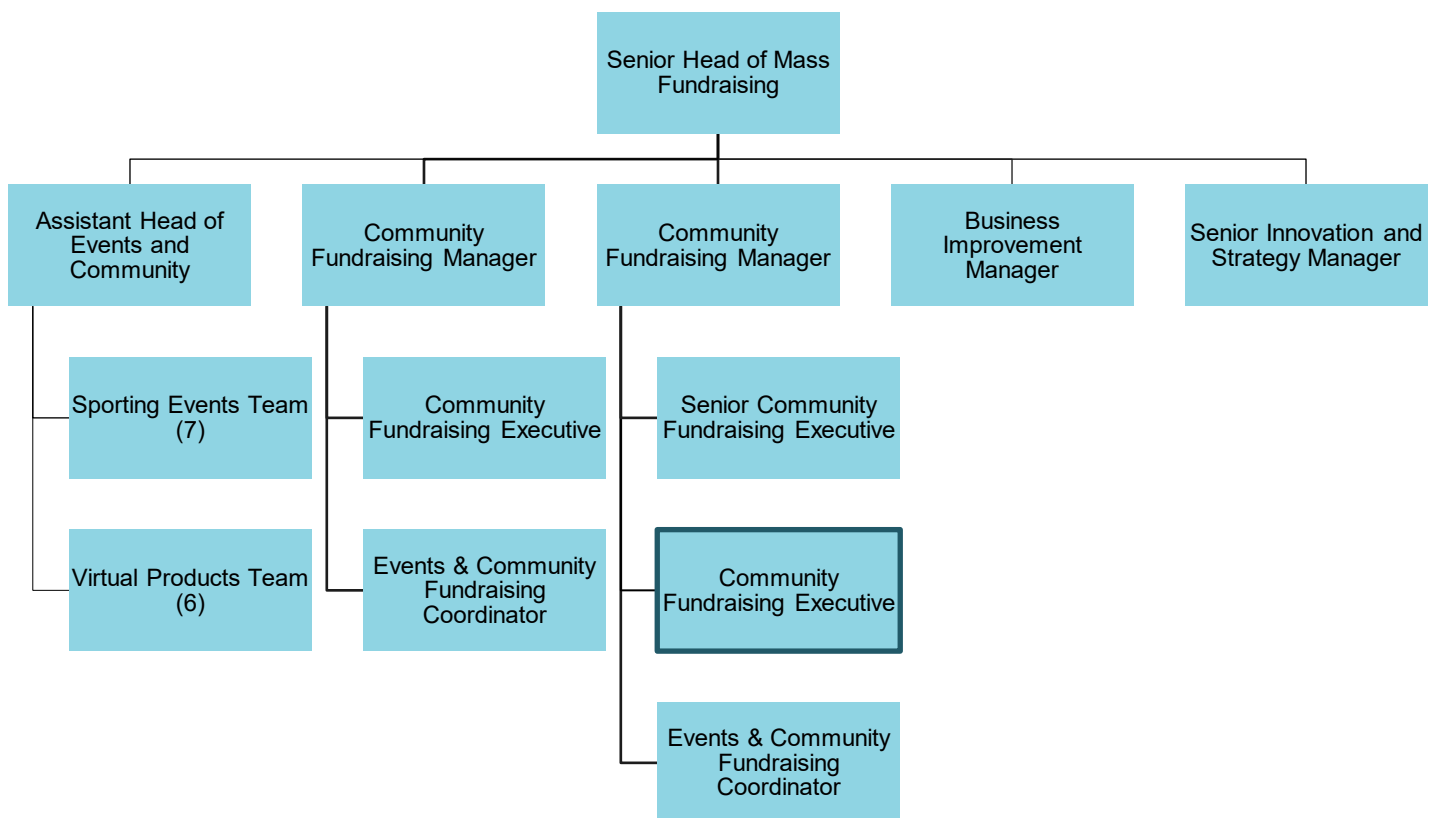 Senior Head of Mass
Fundraising
Assistant Head of
Events and
Community
Community
Fundraising Manager
Community
Fundraising Manager
Business
Improvement
Manager
Senior Innovation and
Strategy Manager
Sporting Events Team
(7)
Community
Fundraising Executive
Senior Community
Fundraising Executive
Virtual Products Team
(6)
Events & Community
Fundraising
Coordinator
Community
Fundraising Executive
Events & Community
Fundraising
Coordinator